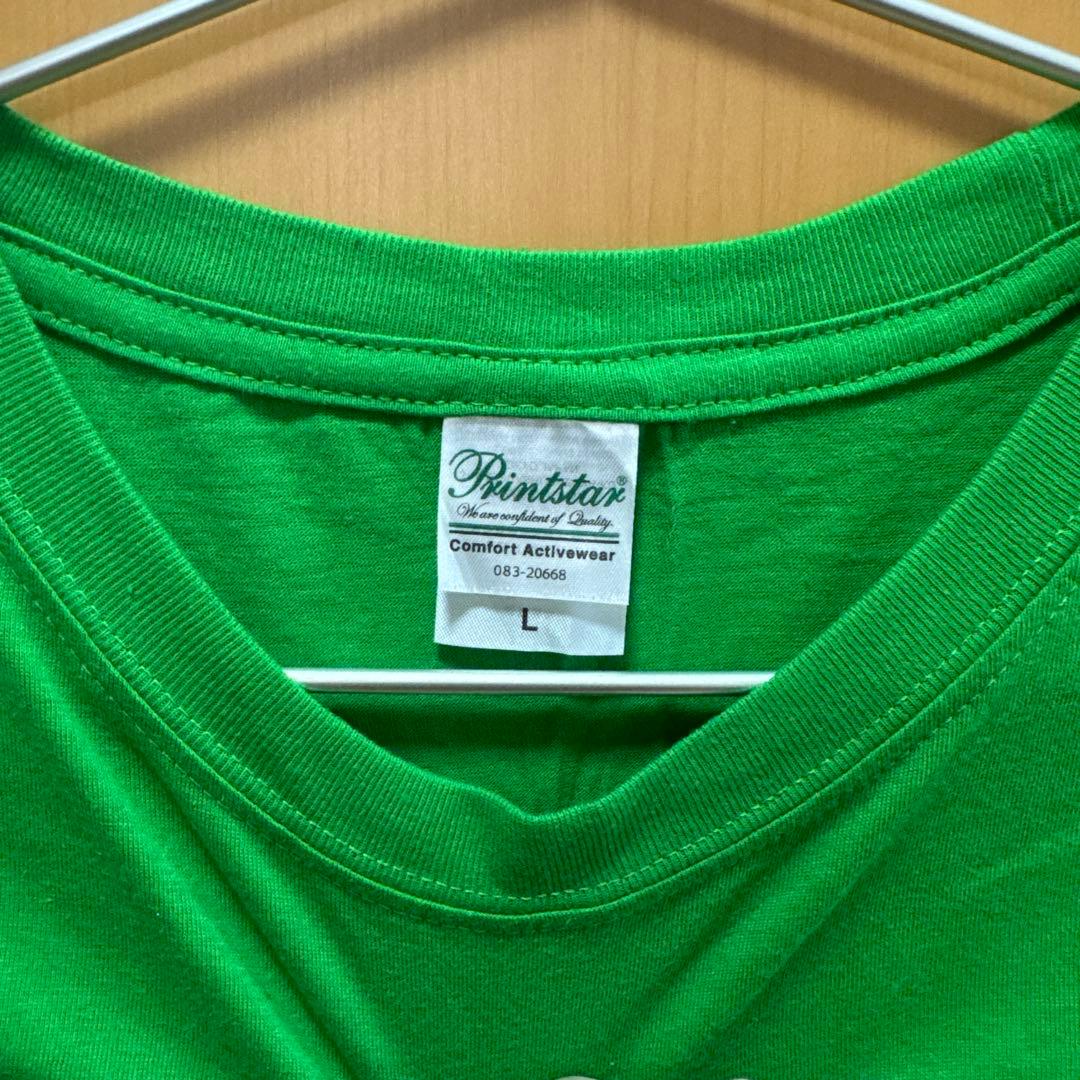 Printstar®
We are confident of Quality.
Comfort Activewear
083-20668
L